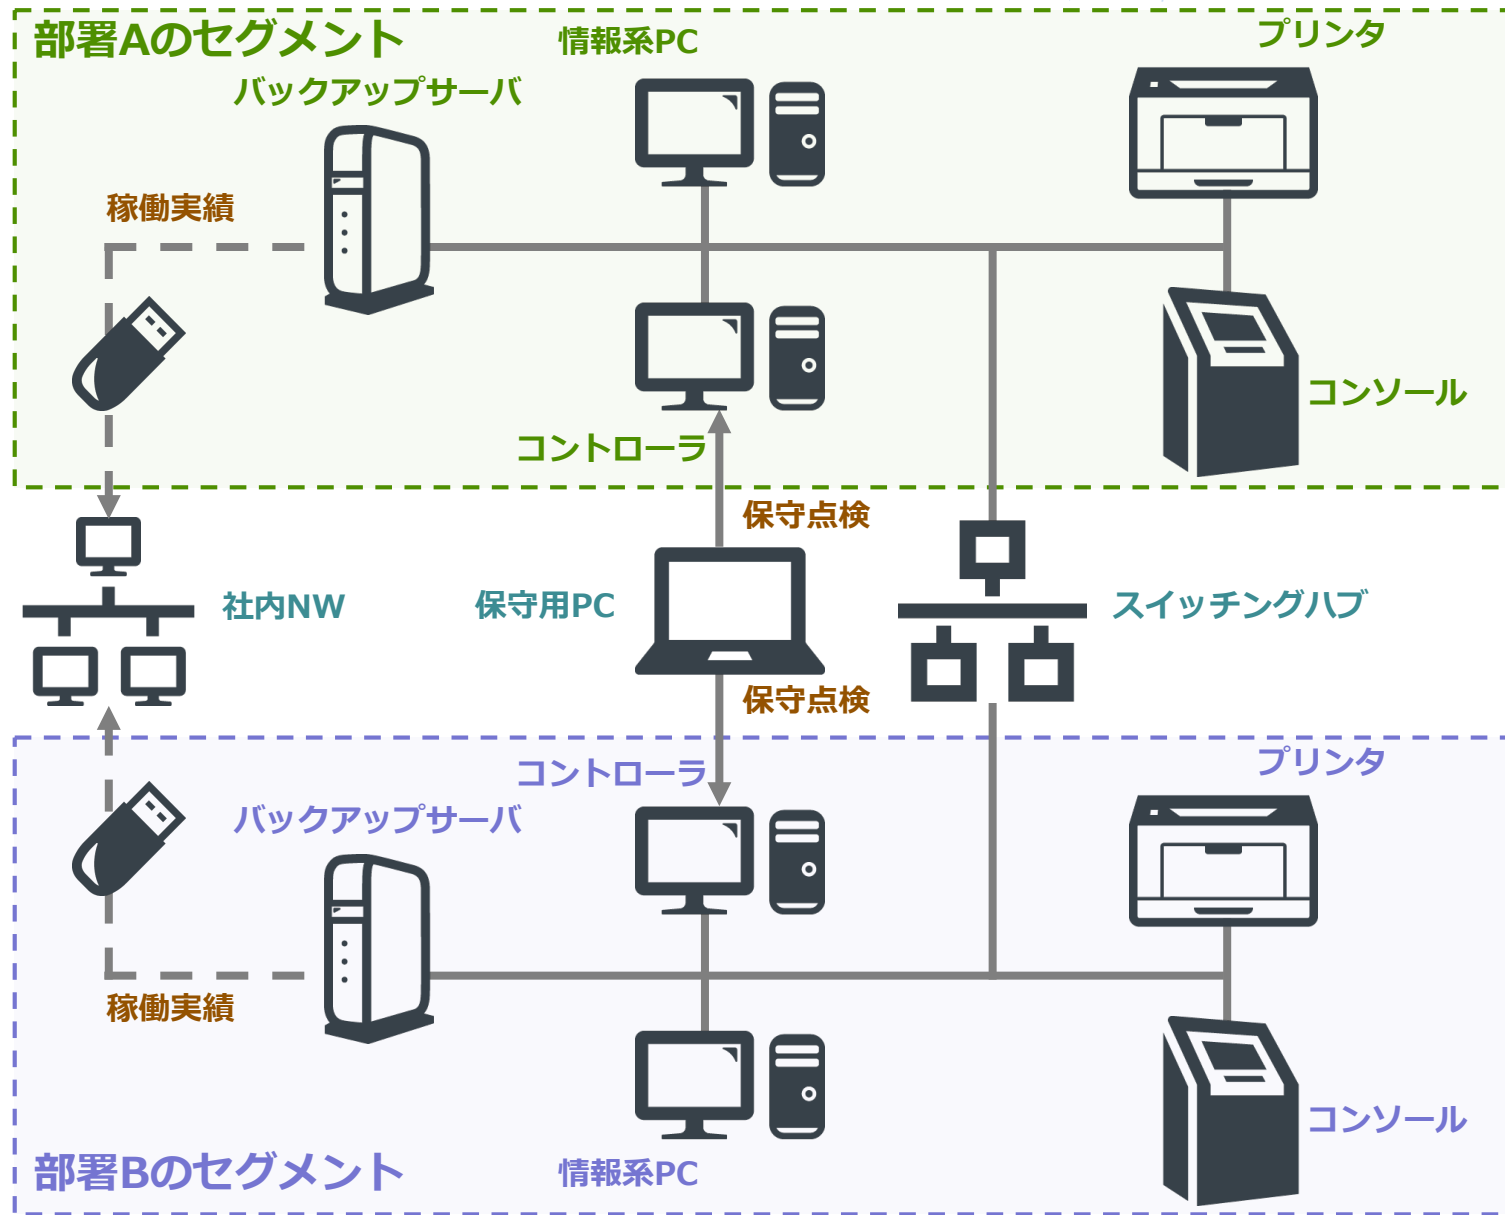 部署Aのセグメント
情報系PC
プリンタ
バックアップサーバ
稼働実績
コンソール
コントローラ
保守点検
社内NW
保守用PC
スイッチングハブ
保守点検
コントローラ
プリンタ
バックアップサーバ
稼働実績
コンソール
部署Bのセグメント
情報系PC